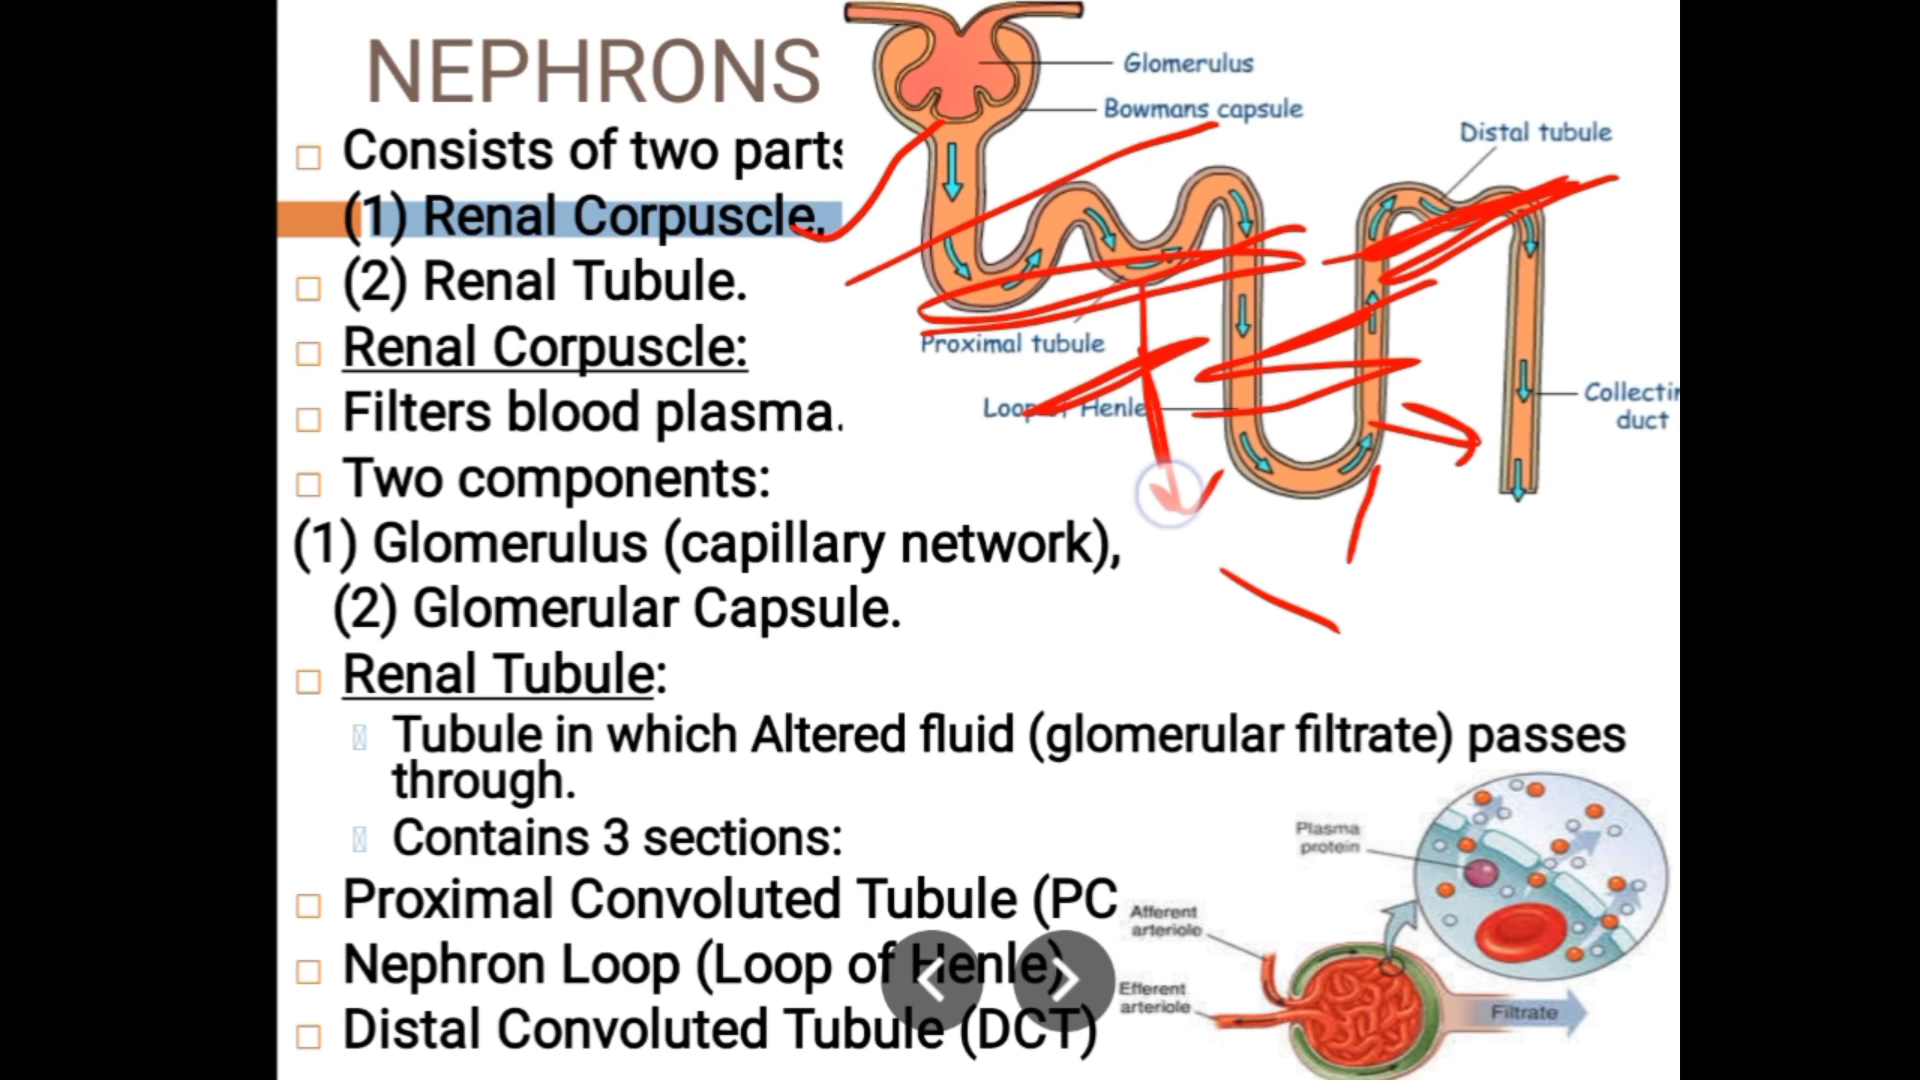 NEPHRONS
Consists of two parts
(1) Renal Corpuscle,
(2) Renal Tubule.
Renal Corpuscle:
Filters blood plasma.
Two components:
(1) Glomerulus (capillary network),
(2) Glomerular Capsule.
Renal Tubule:
Tubule in which Altered fluid (glomerular filtrate) passes
through.
Contains 3 sections:
Proximal Convoluted Tubule (PC
Nephron Loop (Loop of Henle)
Distal Convoluted Tubule (DCT)
Glomerulus
Bowmans capsule
Distal tubule
Proximal tubule
Loop of Henle
Collectin
duct
Plasma
protein
Afferent
arteriole
Efferent
arteriole
Filtrate